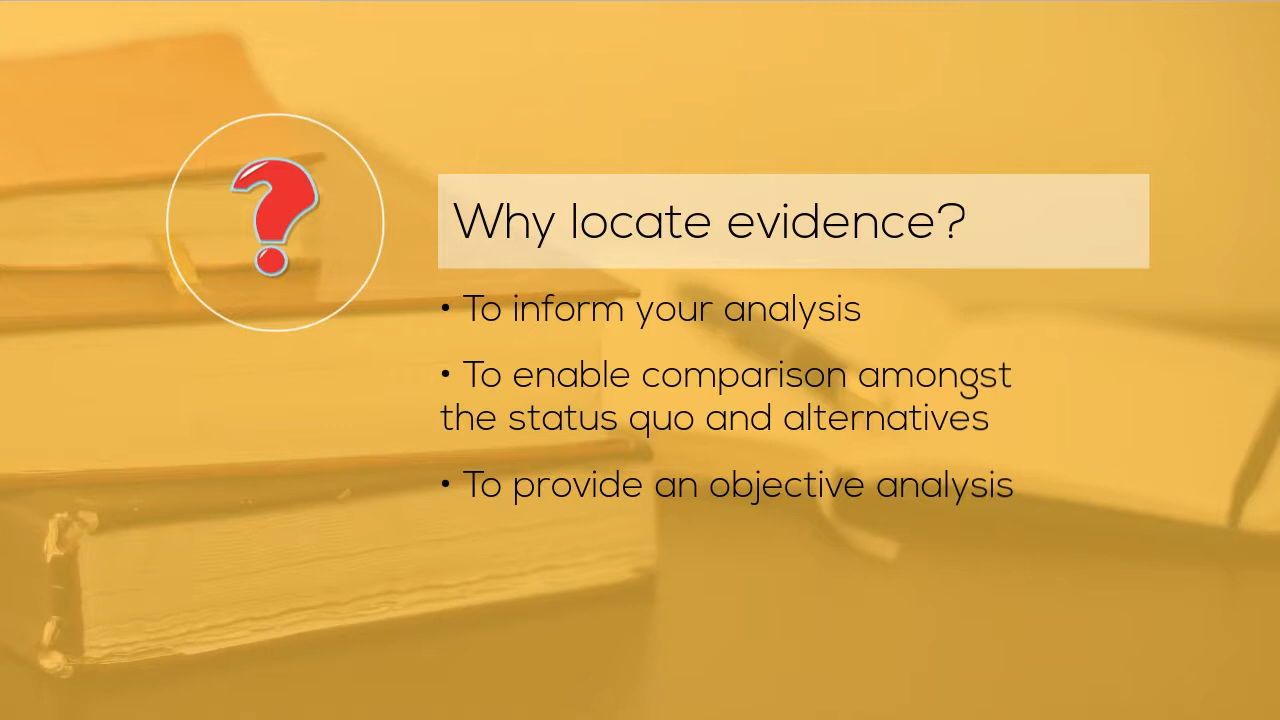 Why locate evidence?
• To inform your analysis
• To enable comparison amongst
the status quo and alternatives
• To provide an objective analysis